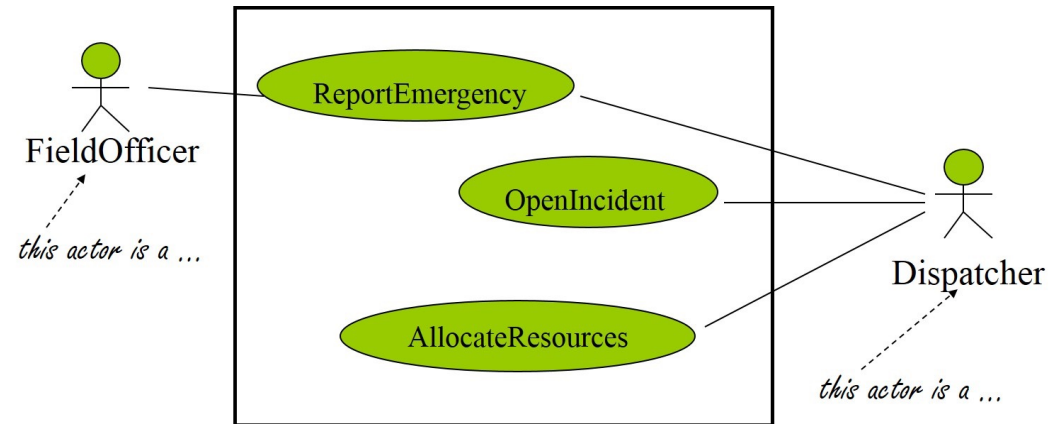 ReportEmergency
FieldOfficer
this actor is a ...
OpenIncident
Dispatcher
AllocateResources
this actor is a ...